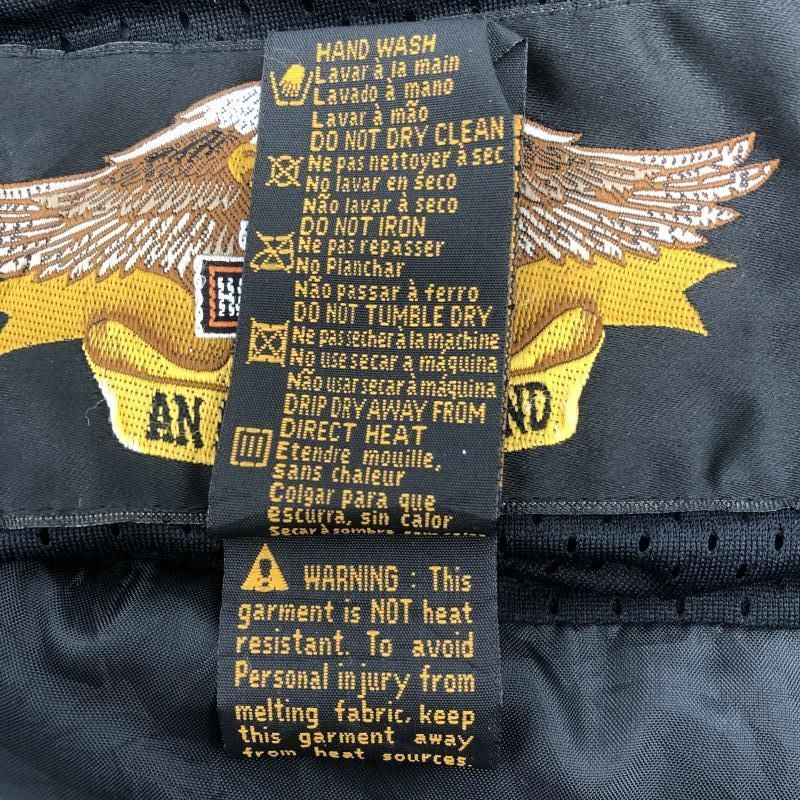 HAND WASH
Lavar à la main
Lavado à mano
Lavar à mão
DO NOT DRY CLEAN
Ne pas nettoyer à sec
No lavar en seco
Não lavar à seco
DO NOT IRON
Ne pas repasser
No Planchar
Não passar à ferro
DO NOT TUMBLE DRY
Ne pas secher à la machine
No use secar a máquina
Não usar secar à máquina
DRIP DRY AWAY FROM
DIRECT HEAT
Etendre mouille,
sans chaleur
Colgar para que
escurra, sin calor
Secar à sombra
WARNING : This
garment is NOT heat
resistant. To avoid
Personal injury from
melting fabric, keep
this garment away
from heat sources.
AN